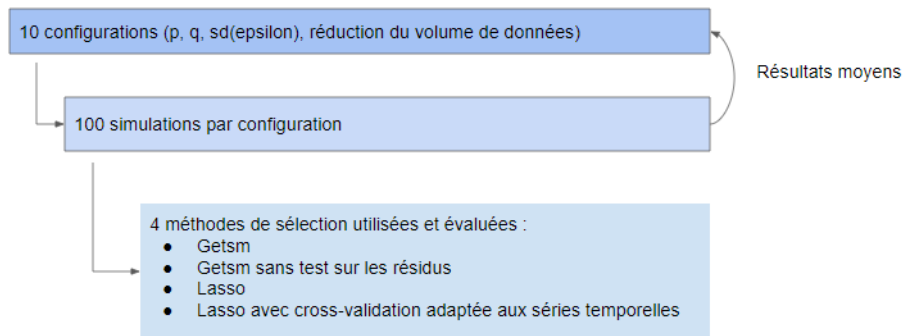 10 configurations (p, q, sd(epsilon), réduction du volume de données)
Résultats moyens
100 simulations par configuration
4 méthodes de sélection utilisées et évaluées :
● Getsm
● Getsm sans test sur les résidus
● Lasso
● Lasso avec cross-validation adaptée aux séries temporelles